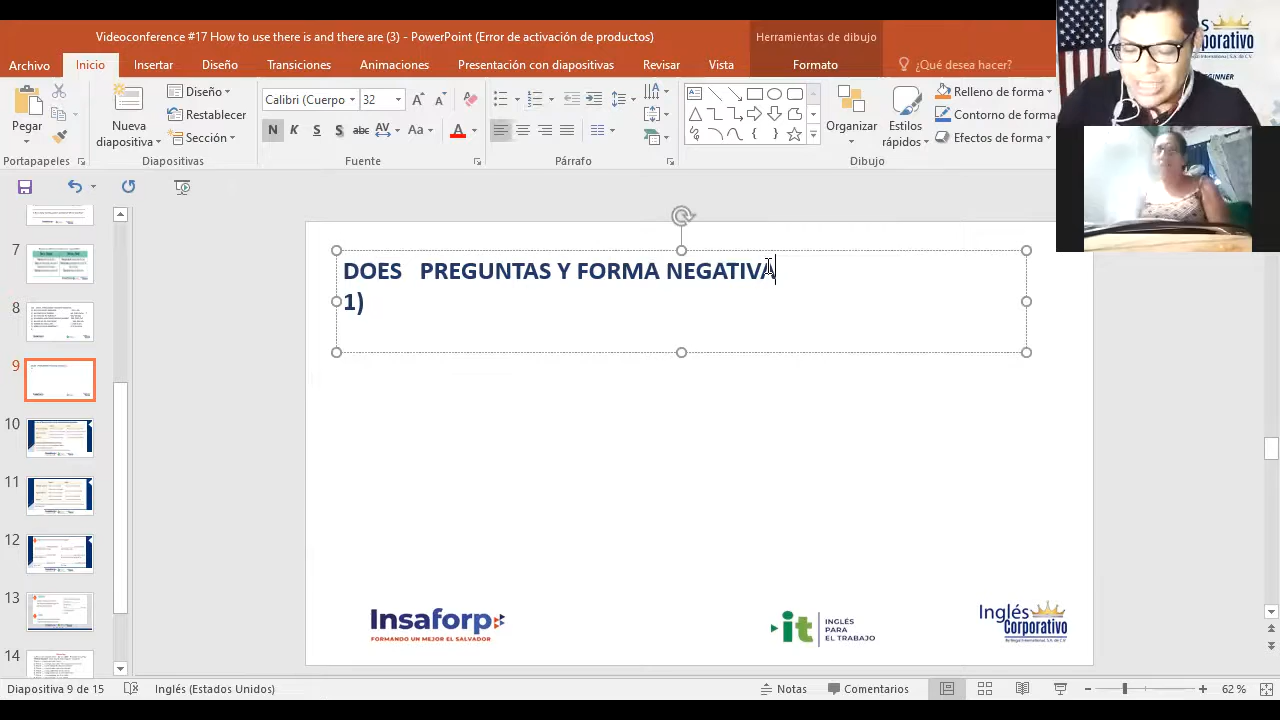 Videoconference #17 How to use there is and there are (3) - PowerPoint (Error de activación de productos)
Herramientas de dibujo
Archivo
Inicio
Insertar
Diseño
Transiciones
Animaciones
Presentación con diapositivas
Revisar
Vista
Formato
¿Qué desea hacer?
Pegar
Nueva
diapositiva
Diseño
Restablecer
Sección
Calibri (Cuerpo
32
N K S S abc AV Aa A
Organizar
Estilos
rápidos
Relleno de forma
Contorno de forma
Efectos de forma
Portapapeles
Diapositivas
Fuente
Párrafo
Dibujo
porativo
GINNER
7
8
9
10
11
12
13
14
DOES PREGUNTAS Y FORMA NEGATIVA
1)
Insaforp
FORMANDO UN MEJOR EL SALVADOR
it
INGLÉS
PARA
EL TRABAJO
Inglés
Corporativo
Diapositiva 9 de 15
Inglés (Estados Unidos)
Notas
Comentarios
62 %